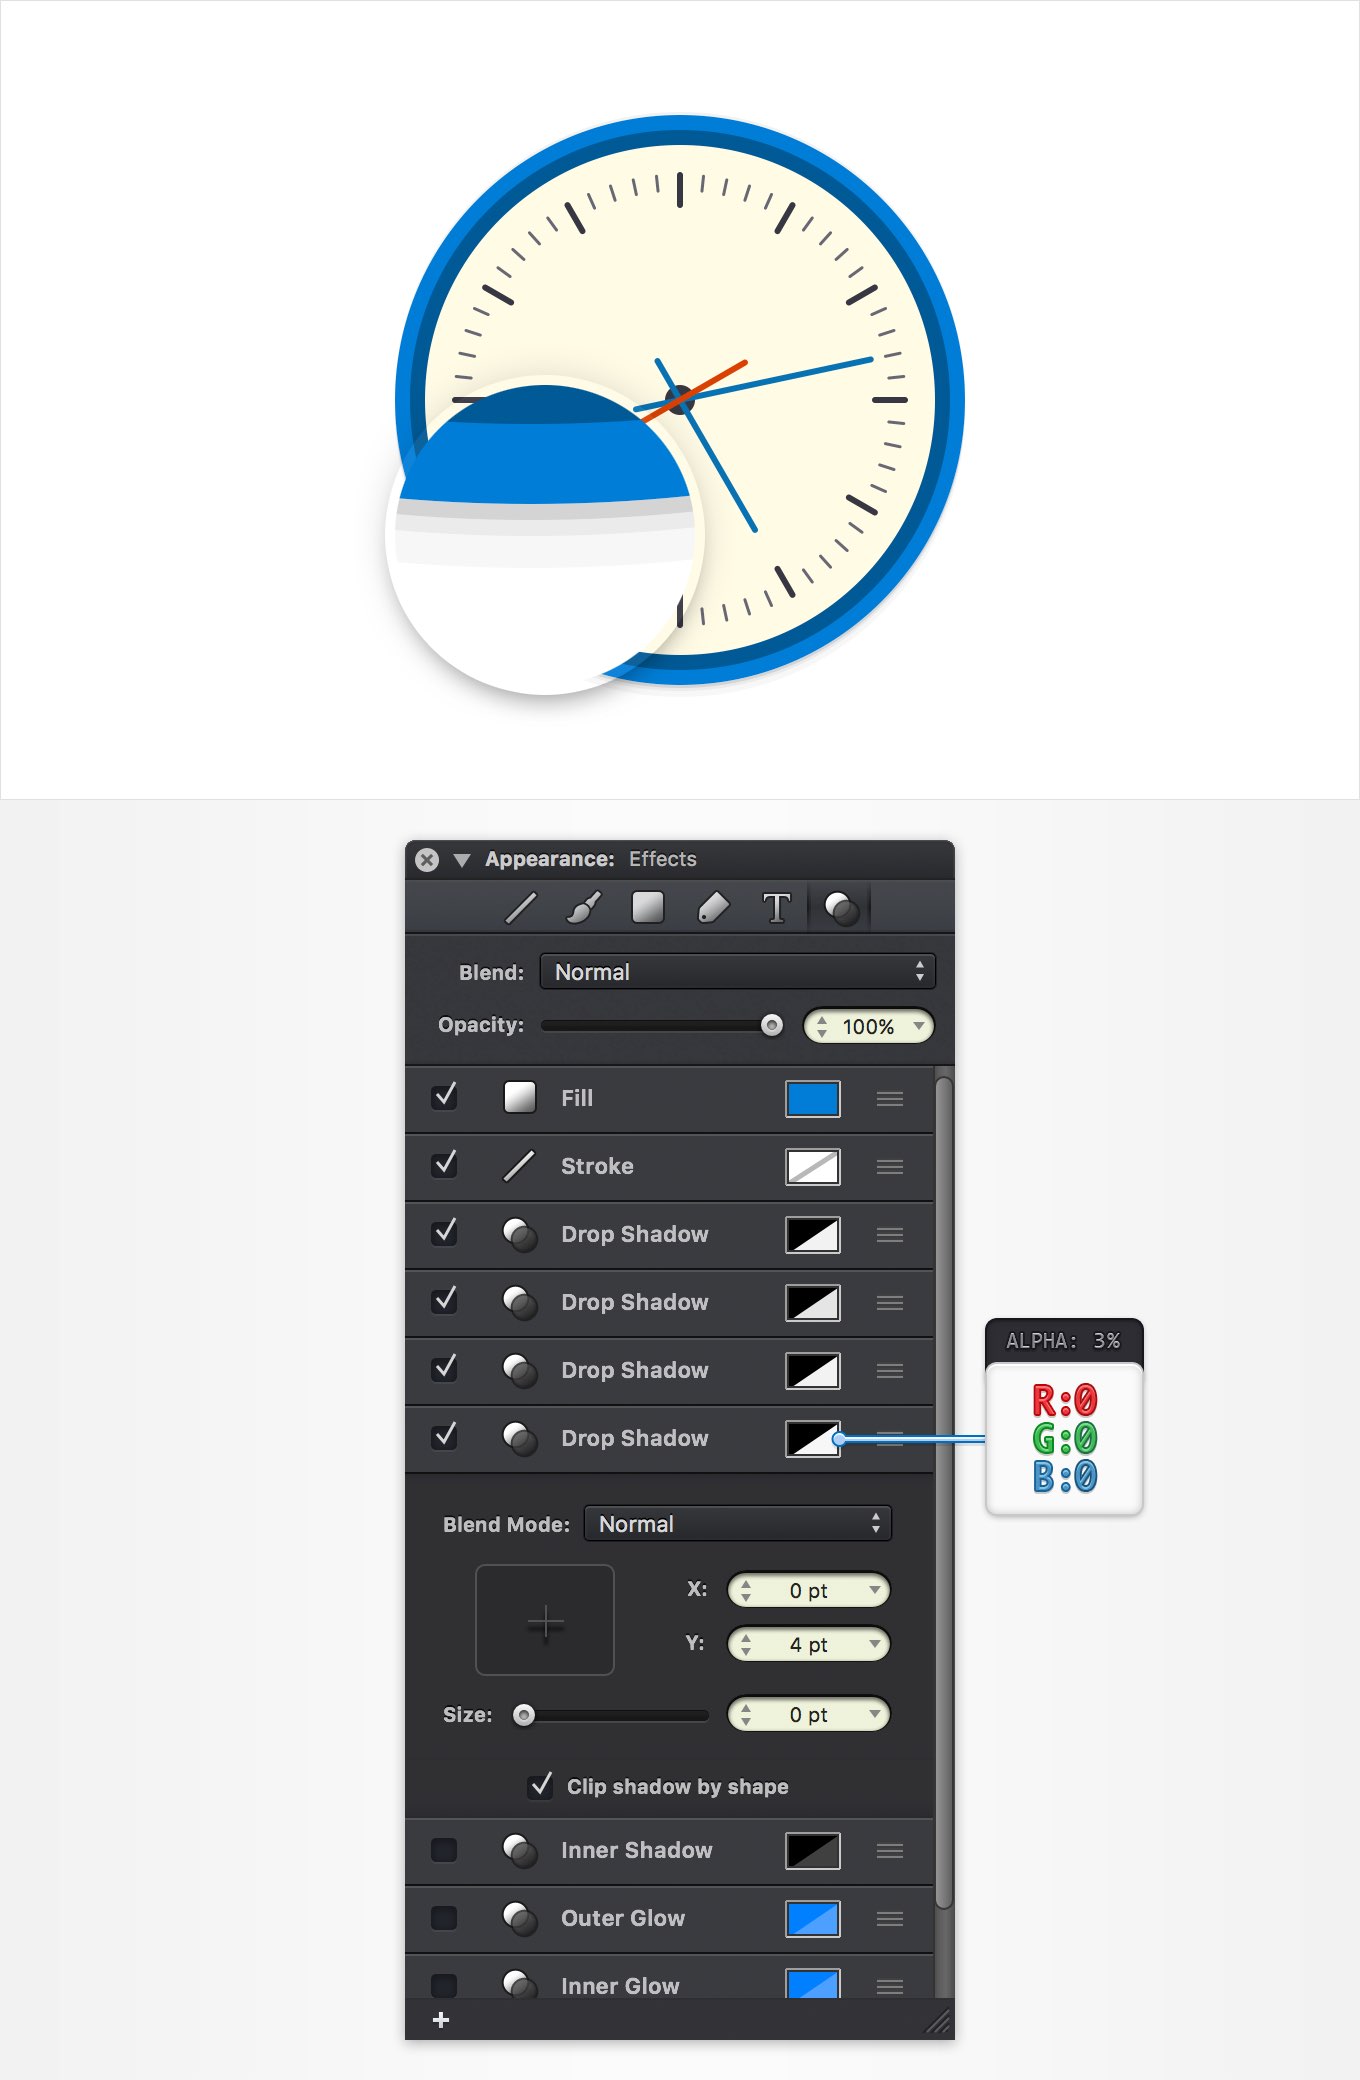 Appearance: Effects
T
Blend: Normal
Opacity: 100%
Fill
Stroke
Drop Shadow
Drop Shadow
Drop Shadow
Drop Shadow
ALPHA: 3%
R:0
G:0
B:0
Blend Mode: Normal
X: 0 pt
Y: 4 pt
Size: 0 pt
Clip shadow by shape
Inner Shadow
Outer Glow
Inner Glow